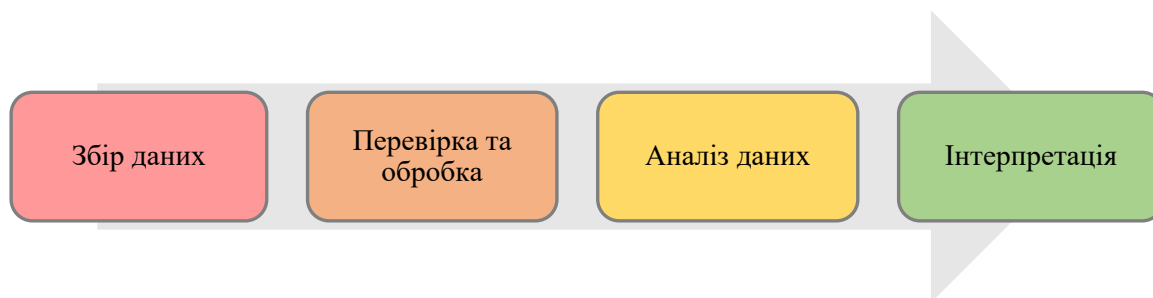 Збір даних
Перевірка та
обробка
Аналіз даних
Інтерпретація